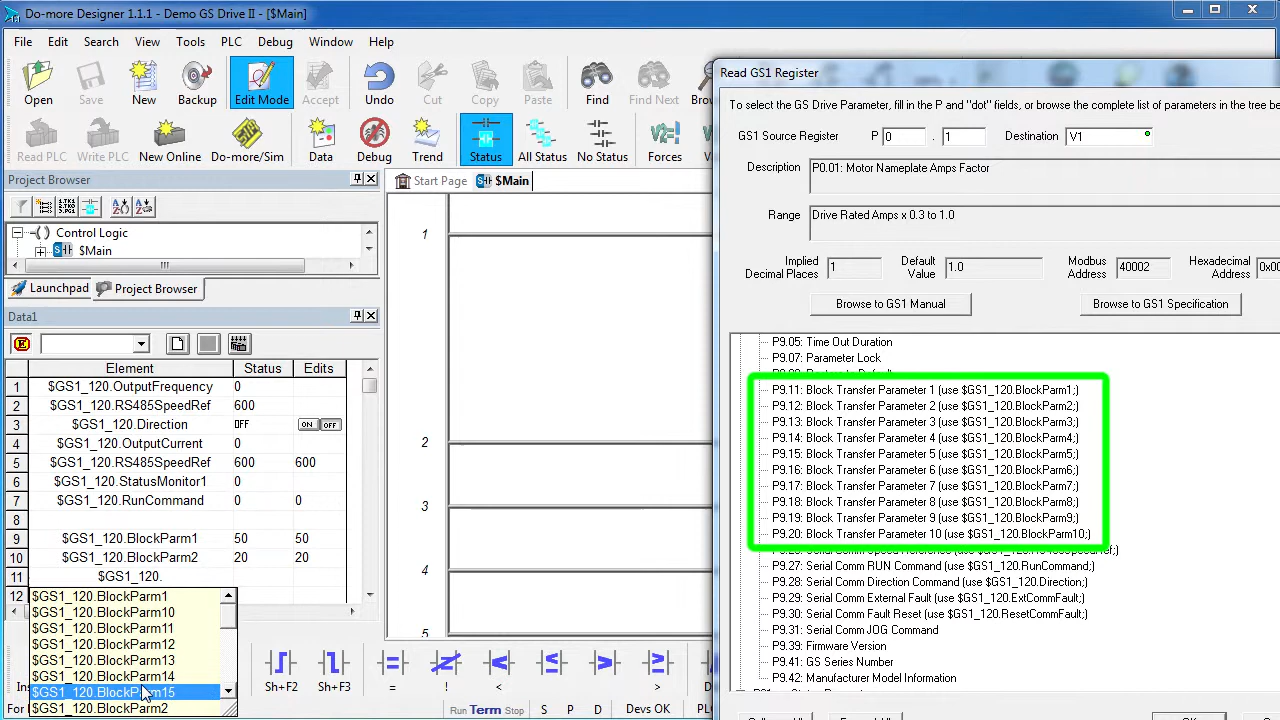 Do-more Designer 1.1.1 - Demo GS Drive II - [$Main]
File Edit Search View Tools PLC Debug Window Help
Open Save New Backup Edit Mode Accept Undo Cut Copy Paste Find Find Next
Read PLC Write PLC New Online Do-more/Sim Data Debug Trend Status All Status No Status Forces
Project Browser
Control Logic
$Main
Launchpad Project Browser
Data1
Element Status Edits
1 $GS1_120.OutputFrequency 0
2 $GS1_120.RS485SpeedRef 600
3 $GS1_120.Direction OFF ON OFF
4 $GS1_120.OutputCurrent 0
5 $GS1_120.RS485SpeedRef 600 600
6 $GS1_120.StatusMonitor1 0
7 $GS1_120.RunCommand 0 0
8
9 $GS1_120.BlockParm1 50 50
10 $GS1_120.BlockParm2 20 20
11 $GS1_120.
12
$GS1_120.BlockParm1
$GS1_120.BlockParm10
$GS1_120.BlockParm11
$GS1_120.BlockParm12
$GS1_120.BlockParm13
$GS1_120.BlockParm14
$GS1_120.BlockParm15
$GS1_120.BlockParm2
Start Page $Main
1
2
3
4
5
Sh+F2 Sh+F3 = ! < >
Run Term Stop S P D Devs OK
Read GS1 Register
To select the GS Drive Parameter, fill in the P and "dot" fields, or browse the complete list of parameters in the tree
GS1 Source Register P 0 . 1 Destination V1
Description P0.01: Motor Nameplate Amps Factor
Range Drive Rated Amps x 0.3 to 1.0
Implied Decimal Places 1 Default Value 1.0 Modbus Address 40002 Hexadecimal Address
Browse to GS1 Manual Browse to GS1 Specification
P9.05: Time Out Duration
P9.07: Parameter Lock
P9.11: Block Transfer Parameter 1 (use $GS1_120.BlockParm1;)
P9.12: Block Transfer Parameter 2 (use $GS1_120.BlockParm2;)
P9.13: Block Transfer Parameter 3 (use $GS1_120.BlockParm3;)
P9.14: Block Transfer Parameter 4 (use $GS1_120.BlockParm4;)
P9.15: Block Transfer Parameter 5 (use $GS1_120.BlockParm5;)
P9.16: Block Transfer Parameter 6 (use $GS1_120.BlockParm6;)
P9.17: Block Transfer Parameter 7 (use $GS1_120.BlockParm7;)
P9.18: Block Transfer Parameter 8 (use $GS1_120.BlockParm8;)
P9.19: Block Transfer Parameter 9 (use $GS1_120.BlockParm9;)
P9.20: Block Transfer Parameter 10 (use $GS1_120.BlockParm10;)
P9.27: Serial Comm RUN Command (use $GS1_120.RunCommand;)
P9.28: Serial Comm Direction Command (use $GS1_120.Direction;)
P9.29: Serial Comm External Fault (use $GS1_120.ExtCommFault;)
P9.30: Serial Comm Fault Reset (use $GS1_120.ResetCommFault;)
P9.31: Serial Comm JOG Command
P9.39: Firmware Version
P9.41: GS Series Number
P9.42: Manufacturer Model Information